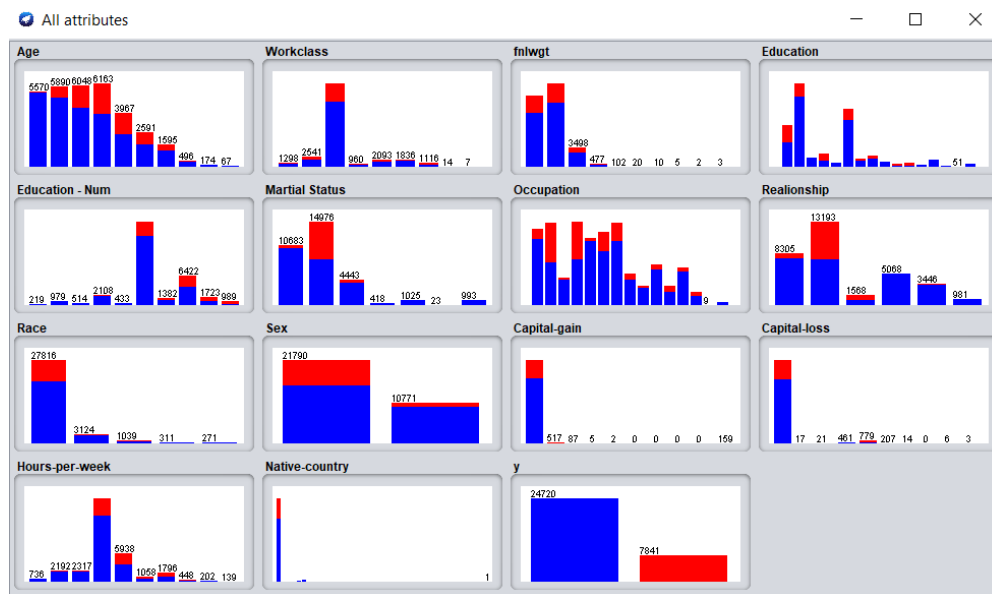 All attributes
Age Workclass fnlwgt Education
5570 5890 6048 6163 3967 2591 1595 496 174 67
1298 2541 960 2093 1836 1116 14 7
3498 477 102 20 10 5 2 3
51
Education - Num Martial Status Occupation Realionship
219 979 514 2108 433 1382 6422 1723 989
10683 14976 4443 418 1025 23 993
9
8305 13193 1568 5068 3446 981
Race Sex Capital-gain Capital-loss
27816 3124 1039 311 271
21790 10771
517 87 5 2 0 0 0 0 159
17 21 461 779 207 14 0 6 3
Hours-per-week Native-country y
736 2192 2317 5938 1058 1796 448 202 139
1
24720 7841